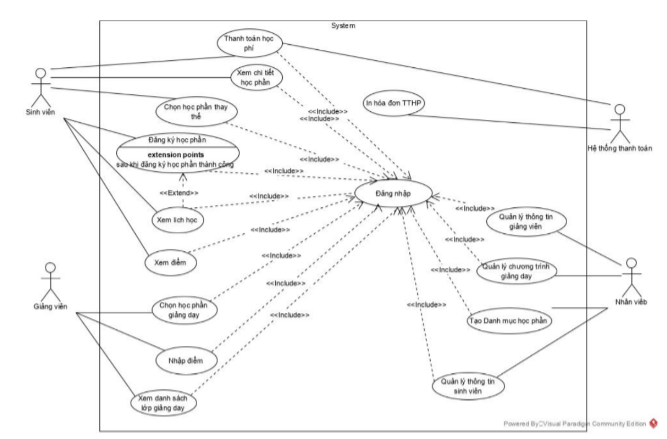 System
Thanh toán học
phí
Xem chi tiết
học phần
Sinh viên
Chọn học phần thay
thế
<<Include>>
<<Include>>
In hóa đơn TTHP
Hệ thống thanh toán
Đăng ký học phần
extension points
sau khi đăng ký học phần thành công
<<Include>>
<<Include>>
<<Extend>>
Đăng nhập
<<Include>>
Xem lịch học
<<Include>>
Quản lý thông tin
giảng viên
<<Include>>
<<Include>>
Xem điểm
<<Include>>
Quản lý chương trình
giảng dạy
Giảng viên
Nhân viêb
Chọn học phần
giảng dạy
<<Include>>
<<Include>>
<<Include>>
<<Include>>
Tạo Danh mục học phần
Nhập điểm
Quản lý thông tin
sinh viên
Xem danh sách
lớp giảng dạy
Powered By Visual Paradigm Community Edition